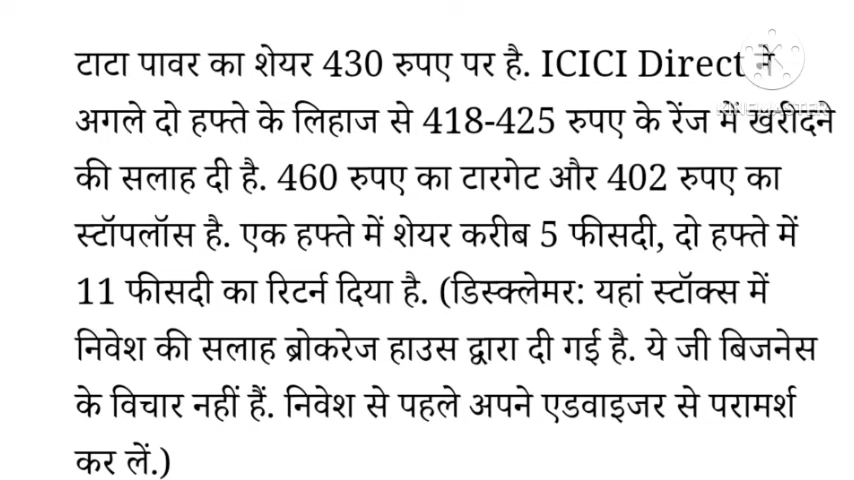 टाटा पावर का शेयर 430 रुपए पर है. ICICI Direct ने
अगले दो हफ्ते के लिहाज से 418-425 रुपए के रेंज में खरीदने
की सलाह दी है. 460 रुपए का टारगेट और 402 रुपए का
स्टॉपलॉस है. एक हफ्ते में शेयर करीब 5 फीसदी, दो हफ्ते में
11 फीसदी का रिटर्न दिया है. (डिस्क्लेमर: यहां स्टॉक्स में
निवेश की सलाह ब्रोकरेज हाउस द्वारा दी गई है. ये जी बिजनेस
के विचार नहीं हैं. निवेश से पहले अपने एडवाइजर से परामर्श
कर लें.)
KINEMASTER